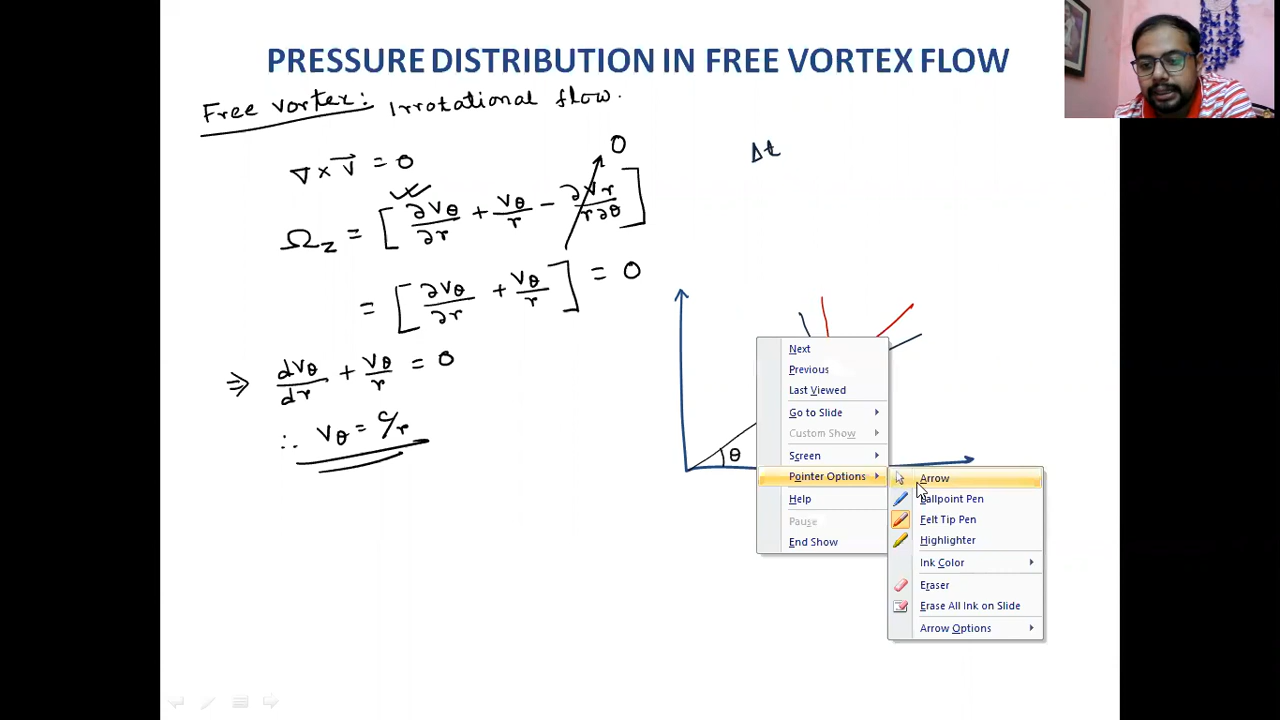 PRESSURE DISTRIBUTION IN FREE VORTEX FLOW
Free vortex: Irrotational flow.
∇ × V⃗ = 0
Ω_z = [∂V_θ/∂r + V_θ/r − ∂V_r/r∂θ] 0
= [∂V_θ/∂r + V_θ/r] = 0
⇒ dV_θ/dr + V_θ/r = 0
∴ V_θ = C/r
Δt
θ
Next
Previous
Last Viewed
Go to Slide
Custom Show
Screen
Pointer Options
Help
Pause
End Show
Arrow
Ballpoint Pen
Felt Tip Pen
Highlighter
Ink Color
Eraser
Erase All Ink on Slide
Arrow Options